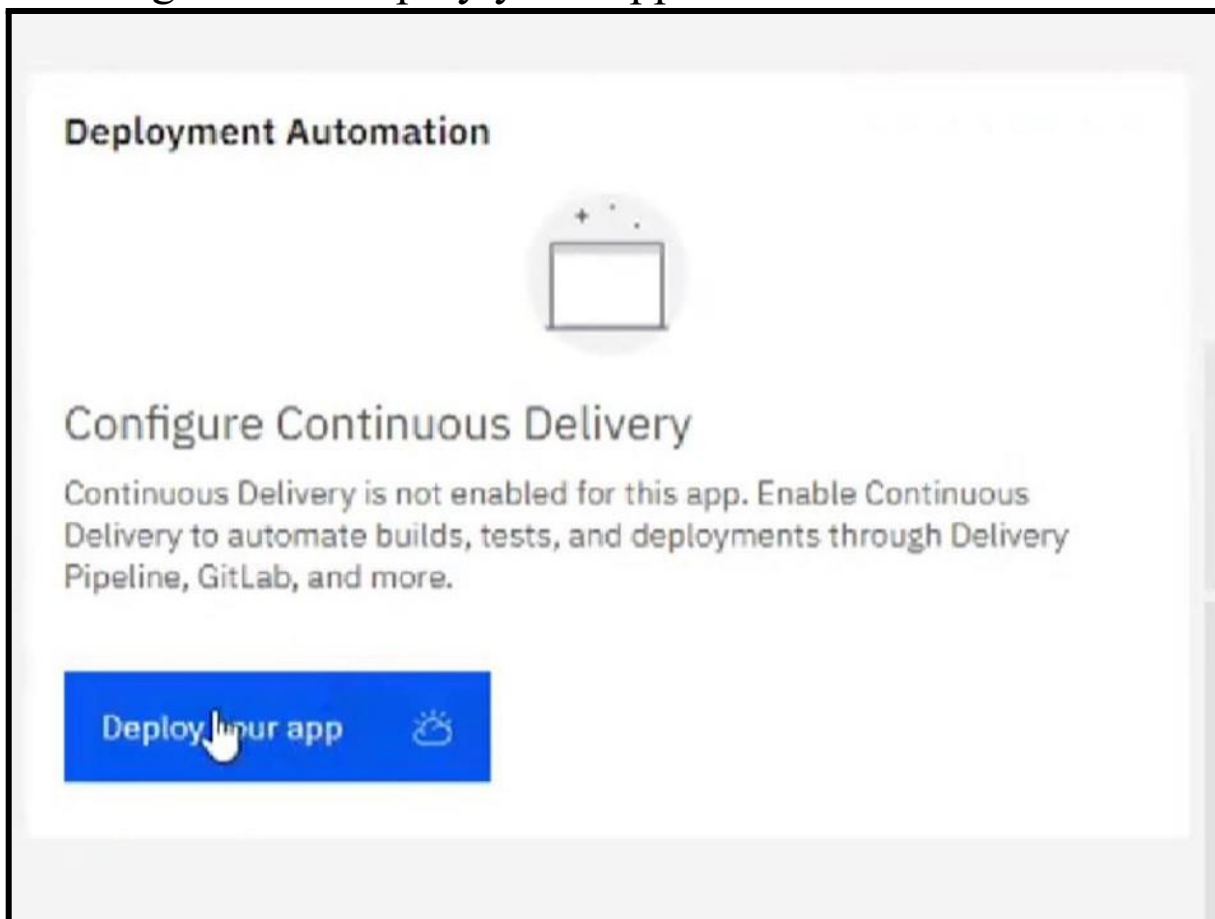 Deployment Automation
Configure Continuous Delivery
Continuous Delivery is not enabled for this app. Enable Continuous
Delivery to automate builds, tests, and deployments through Delivery
Pipeline, GitLab, and more.
Deploy your app